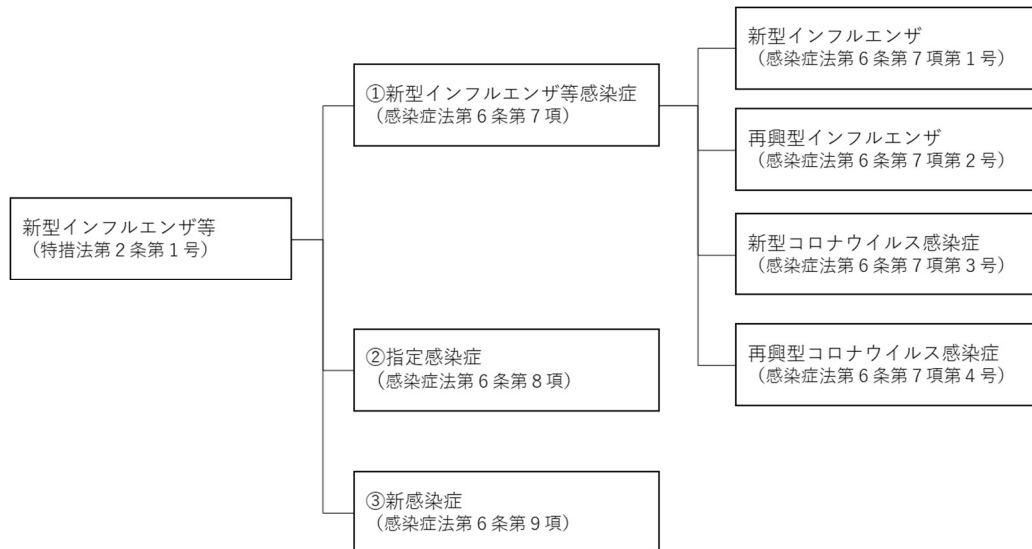 新型インフルエンザ等
（特措法第２条第１号）
①新型インフルエンザ等感染症
（感染症法第６条第７項）
②指定感染症
（感染症法第６条第８項）
③新感染症
（感染症法第６条第９項）
新型インフルエンザ
（感染症法第６条第７項第１号）
再興型インフルエンザ
（感染症法第６条第７項第２号）
新型コロナウイルス感染症
（感染症法第６条第７項第３号）
再興型コロナウイルス感染症
（感染症法第６条第７項第４号）